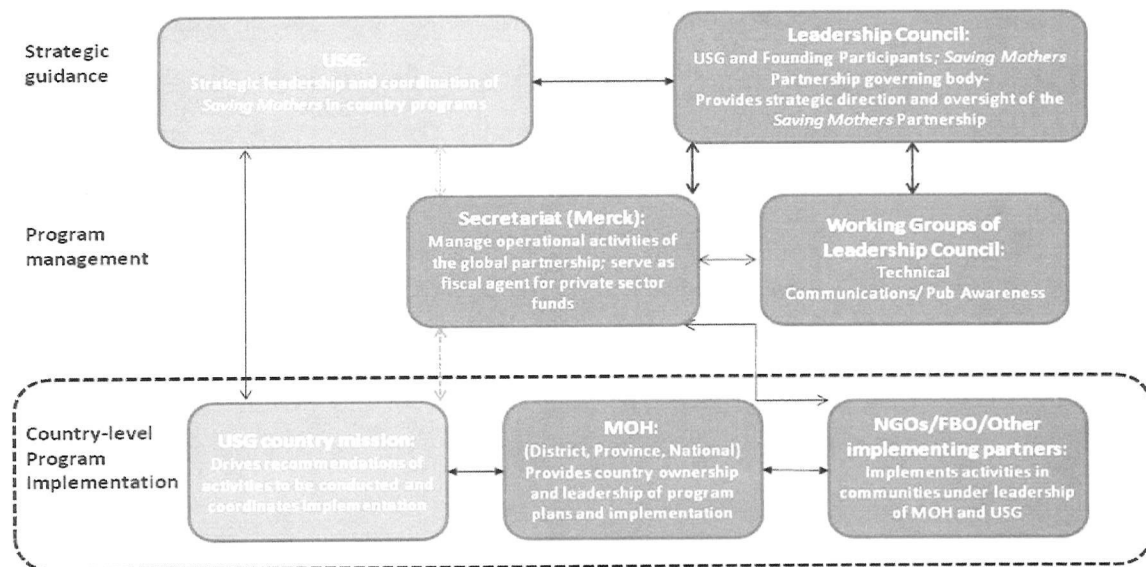 Strategic
guidance
USG:
Strategic leadership and coordination of
Saving Mothers in-country programs
Leadership Council:
USG and Founding Participants; Saving Mothers
Partnership governing body-
Provides strategic direction and oversight of the
Saving Mothers Partnership
Program
management
Secretariat (Merck):
Manage operational activities of
the global partnership; serve as
fiscal agent for private sector
funds
Working Groups of
Leadership Council:
Technical
Communications/ Pub Awareness
Country-level
Program
Implementation
USG country mission:
Drives recommendations of
activities to be conducted and
coordinates implementation
MOH:
(District, Province, National)
Provides country ownership
and leadership of program
plans and implementation
NGOs/FBO/Other
implementing partners:
Implements activities in
communities under leadership
of MOH and USG